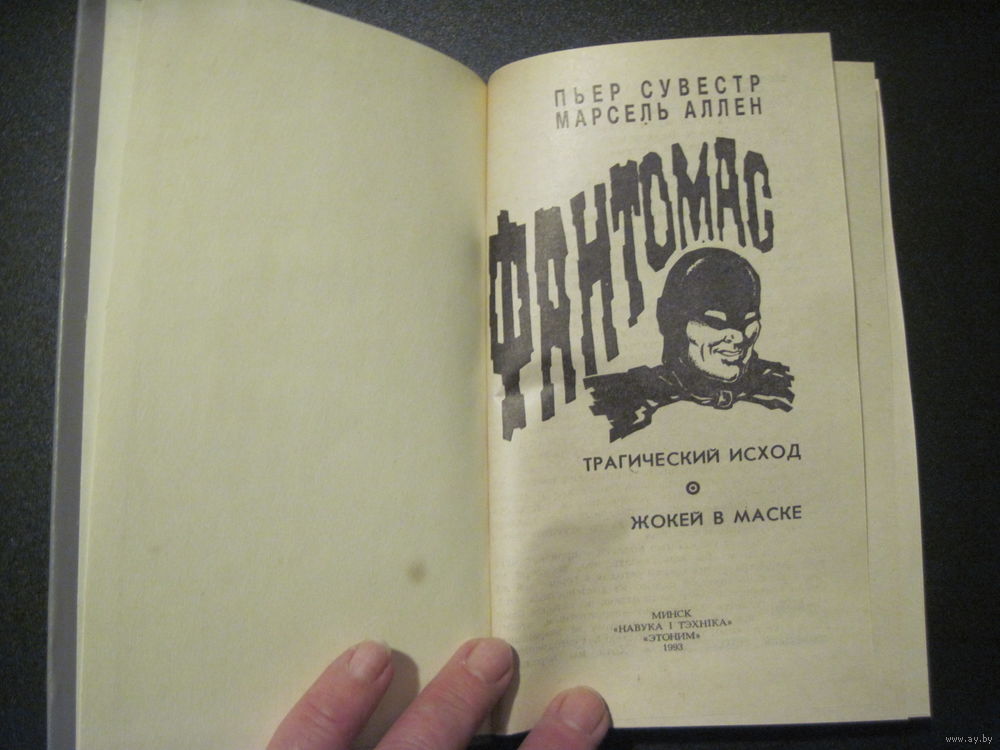 ПЬЕР СУВЕСТР
МАРСЕЛЬ АЛЛЕН
ФАНТОМАС
ТРАГИЧЕСКИЙ ИСХОД
ЖОКЕЙ В МАСКЕ
МИНСК
«НАВУКА І ТЭХНІКА»
«ЭТОНИМ»
1993
www.ay.by